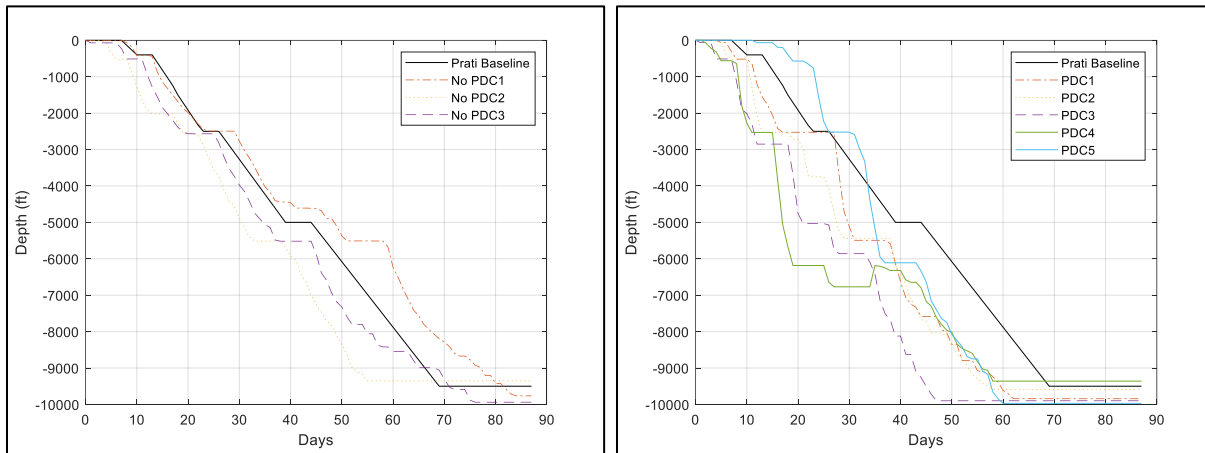 0
-1000
-2000
-3000
-4000
-5000
-6000
-7000
-8000
-9000
-10000
Depth (ft)
0 10 20 30 40 50 60 70 80 90
Days
Prati Baseline
No PDC1
No PDC2
No PDC3
0
-1000
-2000
-3000
-4000
-5000
-6000
-7000
-8000
-9000
-10000
Depth (ft)
0 10 20 30 40 50 60 70 80 90
Days
Prati Baseline
PDC1
PDC2
PDC3
PDC4
PDC5